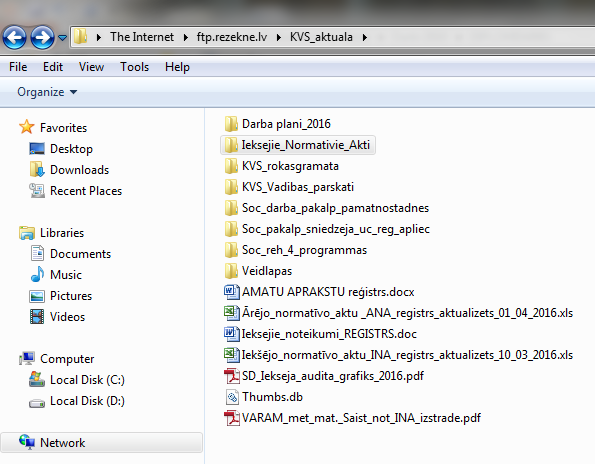 The Internet ftp.rezekne.lv KVS_aktuala
File Edit View Tools Help
Organize
Favorites
Desktop
Downloads
Recent Places
Libraries
Documents
Music
Pictures
Videos
Computer
Local Disk (C:)
Local Disk (D:)
Network
Darba plani_2016
Ieksejie_Normativie_Akti
KVS_rokasgramata
KVS_Vadibas_parskati
Soc_darba_pakalp_pamatnostadnes
Soc_pakalp_sniedzeja_uc_reg_apliec
Soc_reh_4_programmas
Veidlapas
AMATU APRAKSTU reģistrs.docx
Ārējo_normatīvo_aktu _ANA_registrs_aktualizets_01_04_2016.xls
Ieksejie_noteikumi_REGISTRS.doc
Iekšējo_normatīvo_aktu_INA_registrs_aktualizets_10_03_2016.xls
SD_Iekseja_audita_grafiks_2016.pdf
Thumbs.db
VARAM_met_mat._Saist_not_INA_izstrade.pdf